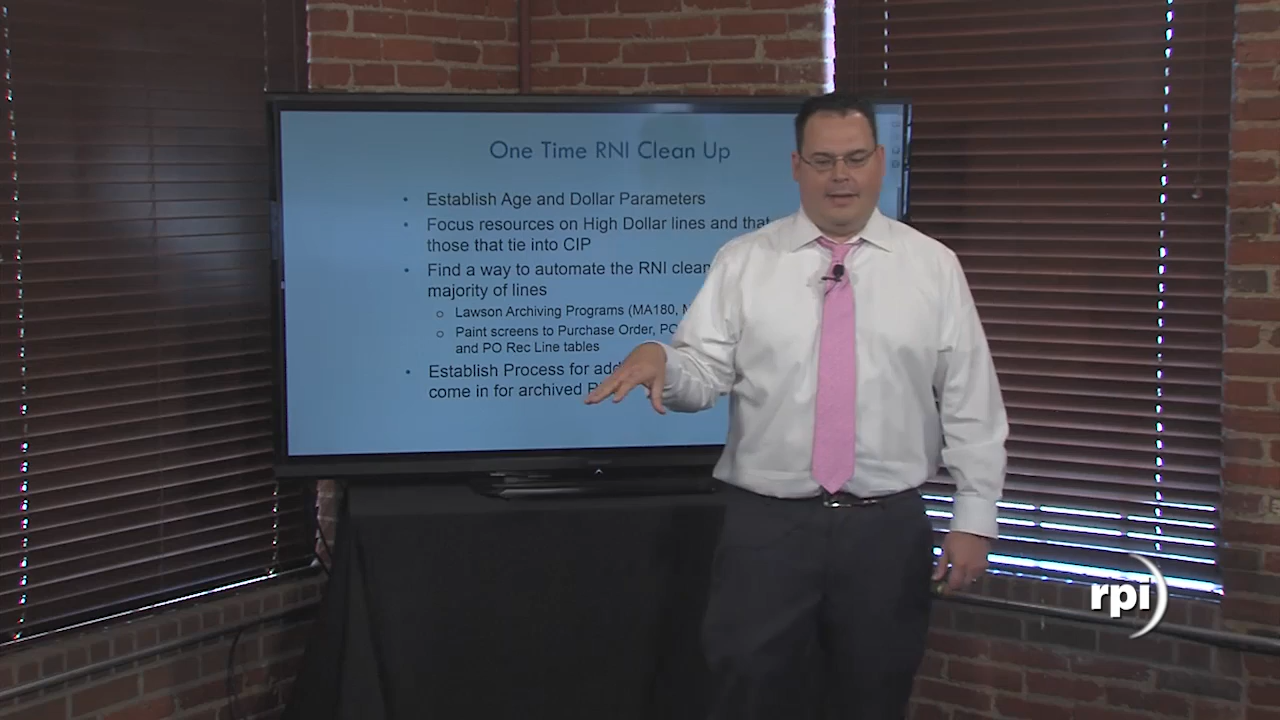 One Time RNI Clean Up
• Establish Age and Dollar Parameters
• Focus resources on High Dollar lines and that
those that tie into CIP
• Find a way to automate the RNI clean
majority of lines
o Lawson Archiving Programs (MA180,
o Paint screens to Purchase Order,
and PO Rec Line tables
• Establish Process for
come in for archived
rpi